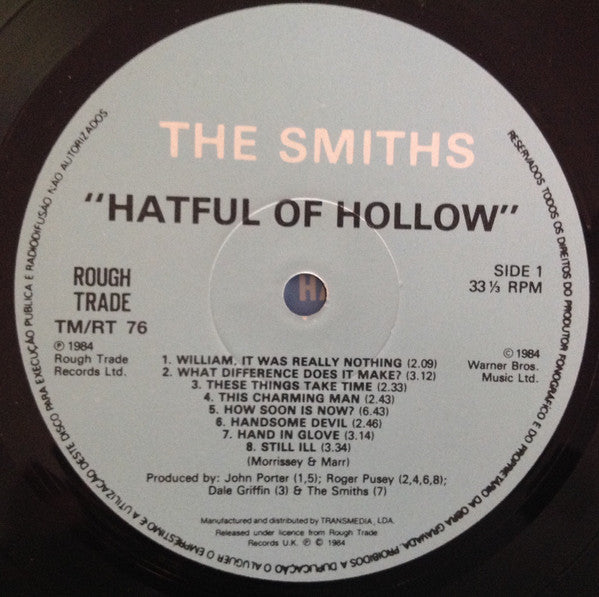 THE SMITHS
"HATFUL OF HOLLOW"
ROUGH
TRADE
TM/RT 76
℗ 1984
Rough Trade
Records Ltd.
SIDE 1
33 ⅓ RPM
© 1984
Warner Bros.
Music Ltd.
1. WILLIAM, IT WAS REALLY NOTHING (2.09)
2. WHAT DIFFERENCE DOES IT MAKE? (3.12)
3. THESE THINGS TAKE TIME (2.33)
4. THIS CHARMING MAN (2.43)
5. HOW SOON IS NOW? (6.43)
6. HANDSOME DEVIL (2.46)
7. HAND IN GLOVE (3.14)
8. STILL ILL (3.34)
(Morrissey & Marr)
Produced by: John Porter (1,5); Roger Pusey (2,4,6,8);
Dale Griffin (3) & The Smiths (7)
Manufactured and distributed by TRANSMEDIA, LDA.
Released under licence from Rough Trade
Records U.K. ℗ © 1984
RESERVADOS TODOS OS DIREITOS DO PRODUTOR FONOGRÁFICO E DO PROPRIETÁRIO DA OBRA GRAVADA. PROIBIDOS A DUPLICAÇÃO O ALUGUER O EMPRÉSTIMO E A UTILIZAÇÃO DESTE DISCO PARA EXECUÇÃO PÚBLICA E RADIODIFUSÃO NÃO AUTORIZADOS